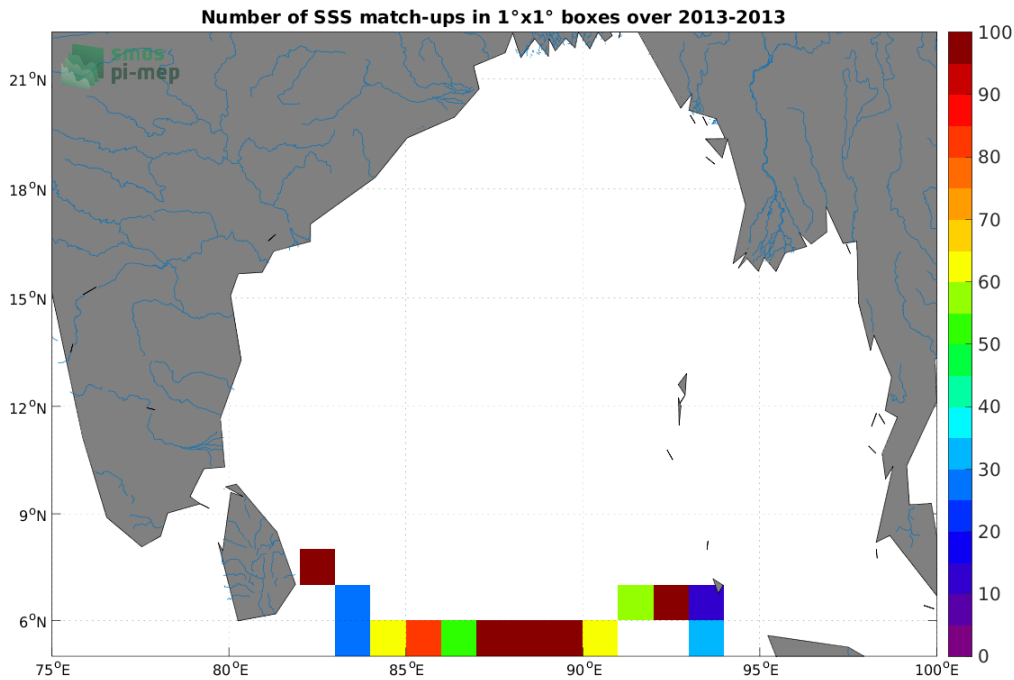 Number of SSS match-ups in 1°x1° boxes over 2013-2013
smos
pi-mep
21°N
18°N
15°N
12°N
9°N
6°N
75°E 80°E 85°E 90°E 95°E 100°E
100
90
80
70
60
50
40
30
20
10
0